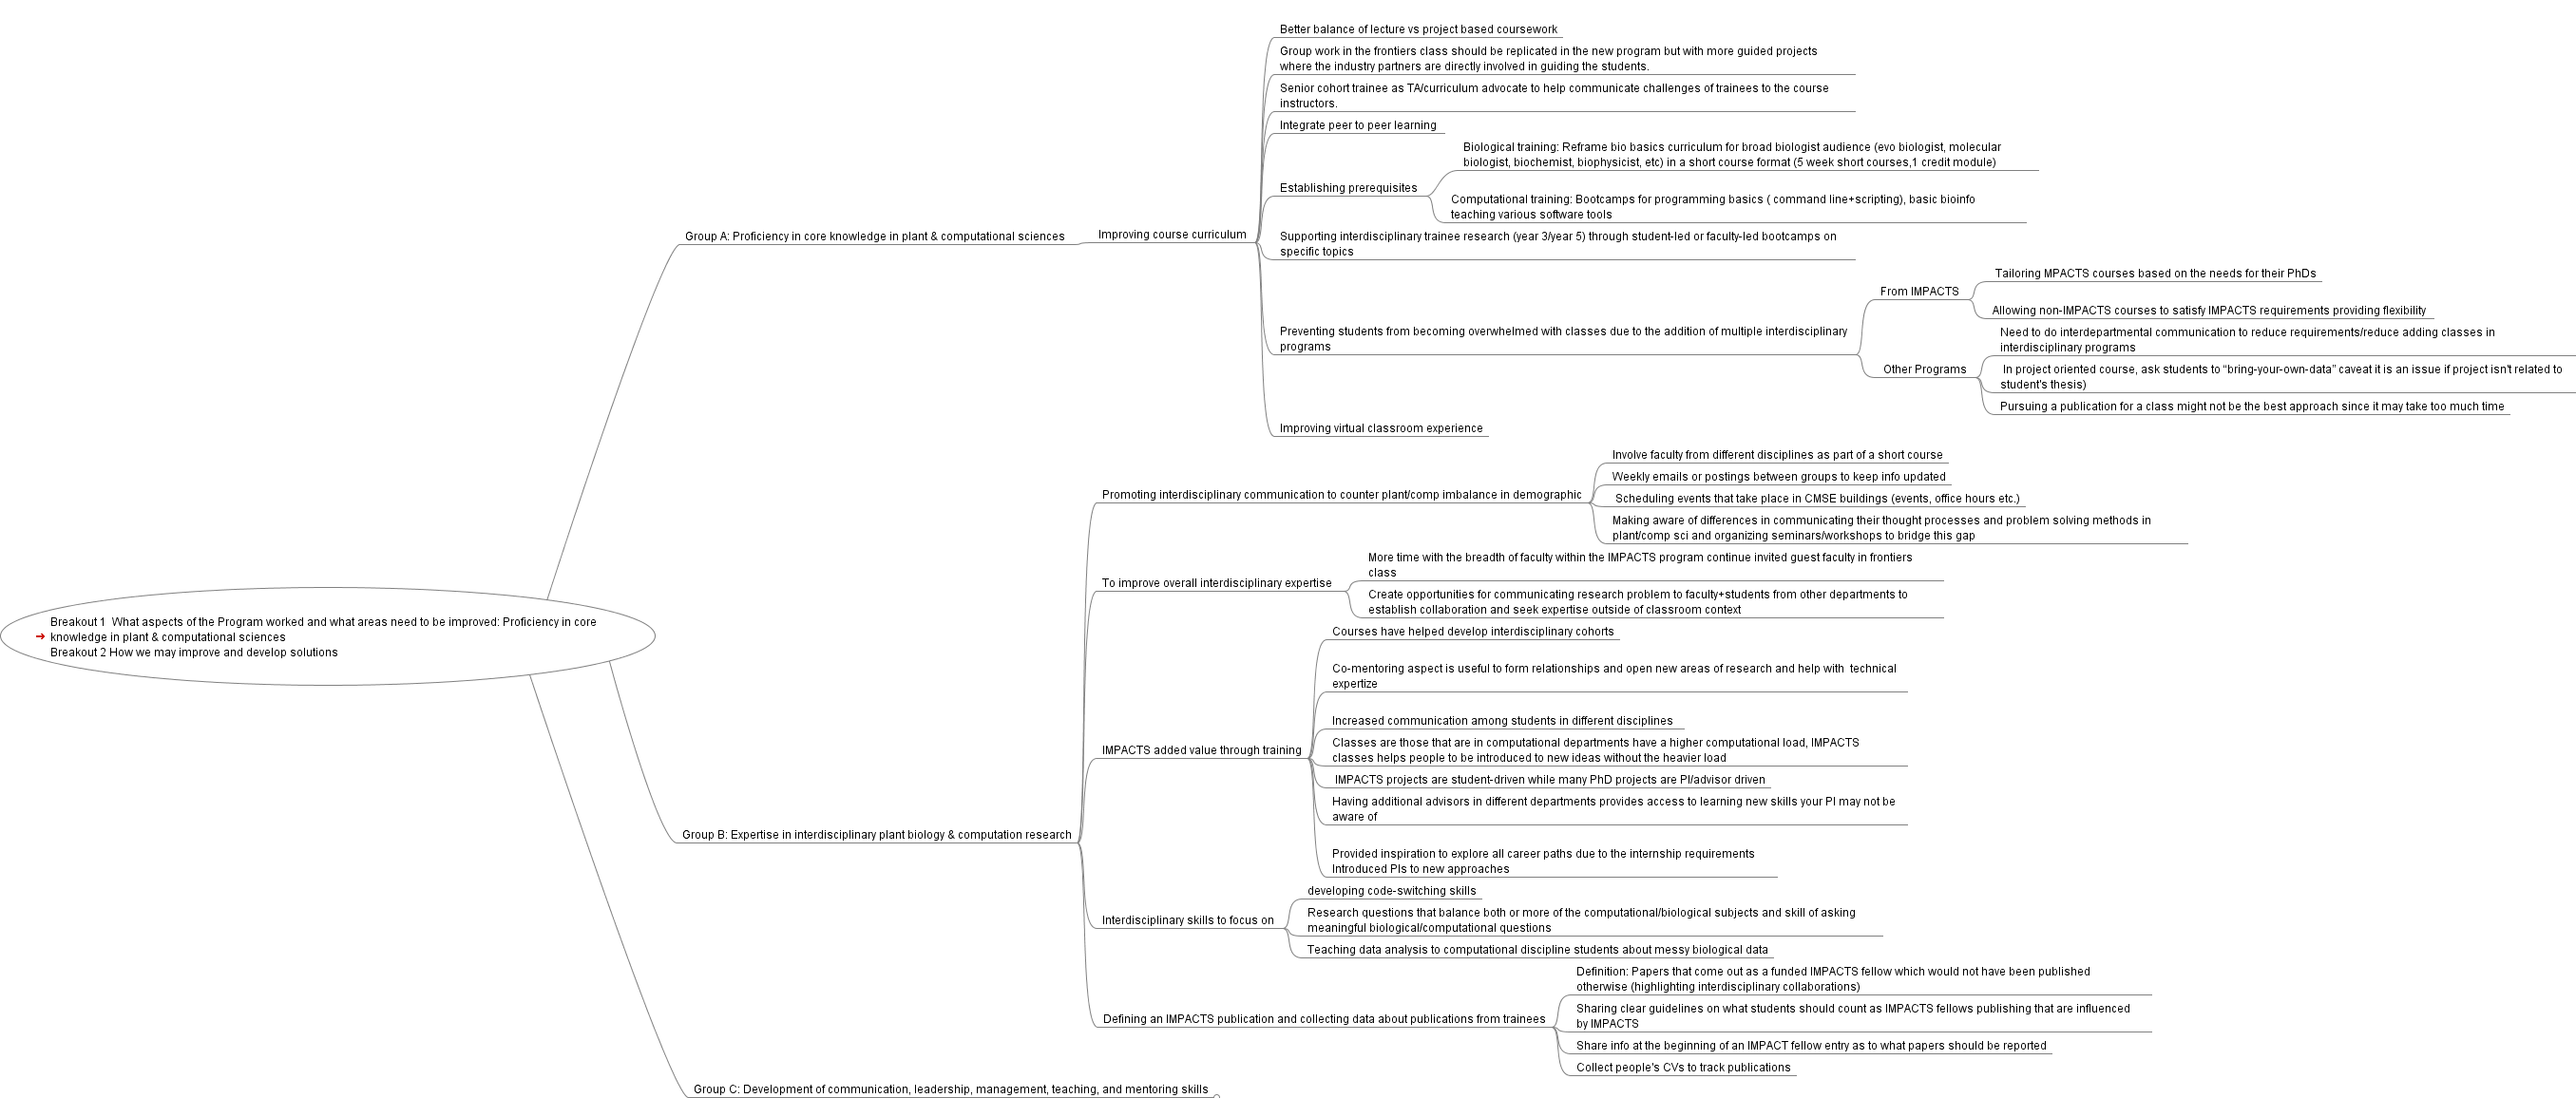 Breakout 1  What aspects of the Program worked and what areas need to be improved: Proficiency in core
knowledge in plant & computational sciences
Breakout 2 How we may improve and develop solutions
Group A: Proficiency in core knowledge in plant & computational sciences
Improving course curriculum
Better balance of lecture vs project based coursework
Group work in the frontiers class should be replicated in the new program but with more guided projects
where the industry partners are directly involved in guiding the students.
Senior cohort trainee as TA/curriculum advocate to help communicate challenges of trainees to the course
instructors.
Integrate peer to peer learning
Establishing prerequisites
Biological training: Reframe bio basics curriculum for broad biologist audience (evo biologist, molecular
biologist, biochemist, biophysicist, etc) in a short course format (5 week short courses,1 credit module)
Computational training: Bootcamps for programming basics ( command line+scripting), basic bioinfo
teaching various software tools
Supporting interdisciplinary trainee research (year 3/year 5) through student-led or faculty-led bootcamps on
specific topics
Preventing students from becoming overwhelmed with classes due to the addition of multiple interdisciplinary
programs
From IMPACTS
Tailoring MPACTS courses based on the needs for their PhDs
Allowing non-IMPACTS courses to satisfy IMPACTS requirements providing flexibility
Other Programs
Need to do interdepartmental communication to reduce requirements/reduce adding classes in
interdisciplinary programs
In project oriented course, ask students to “bring-your-own-data” caveat it is an issue if project isn't related to
student's thesis)
Pursuing a publication for a class might not be the best approach since it may take too much time
Improving virtual classroom experience
Group B: Expertise in interdisciplinary plant biology & computation research
Promoting interdisciplinary communication to counter plant/comp imbalance in demographic
Involve faculty from different disciplines as part of a short course
Weekly emails or postings between groups to keep info updated
Scheduling events that take place in CMSE buildings (events, office hours etc.)
Making aware of differences in communicating their thought processes and problem solving methods in
plant/comp sci and organizing seminars/workshops to bridge this gap
To improve overall interdisciplinary expertise
More time with the breadth of faculty within the IMPACTS program continue invited guest faculty in frontiers
class
Create opportunities for communicating research problem to faculty+students from other departments to
establish collaboration and seek expertise outside of classroom context
IMPACTS added value through training
Courses have helped develop interdisciplinary cohorts
Co-mentoring aspect is useful to form relationships and open new areas of research and help with  technical
expertize
Increased communication among students in different disciplines
Classes are those that are in computational departments have a higher computational load, IMPACTS
classes helps people to be introduced to new ideas without the heavier load
IMPACTS projects are student-driven while many PhD projects are PI/advisor driven
Having additional advisors in different departments provides access to learning new skills your PI may not be
aware of
Provided inspiration to explore all career paths due to the internship requirements
Introduced PIs to new approaches
Interdisciplinary skills to focus on
developing code-switching skills
Research questions that balance both or more of the computational/biological subjects and skill of asking
meaningful biological/computational questions
Teaching data analysis to computational discipline students about messy biological data
Defining an IMPACTS publication and collecting data about publications from trainees
Definition: Papers that come out as a funded IMPACTS fellow which would not have been published
otherwise (highlighting interdisciplinary collaborations)
Sharing clear guidelines on what students should count as IMPACTS fellows publishing that are influenced
by IMPACTS
Share info at the beginning of an IMPACT fellow entry as to what papers should be reported
Collect people's CVs to track publications
Group C: Development of communication, leadership, management, teaching, and mentoring skills